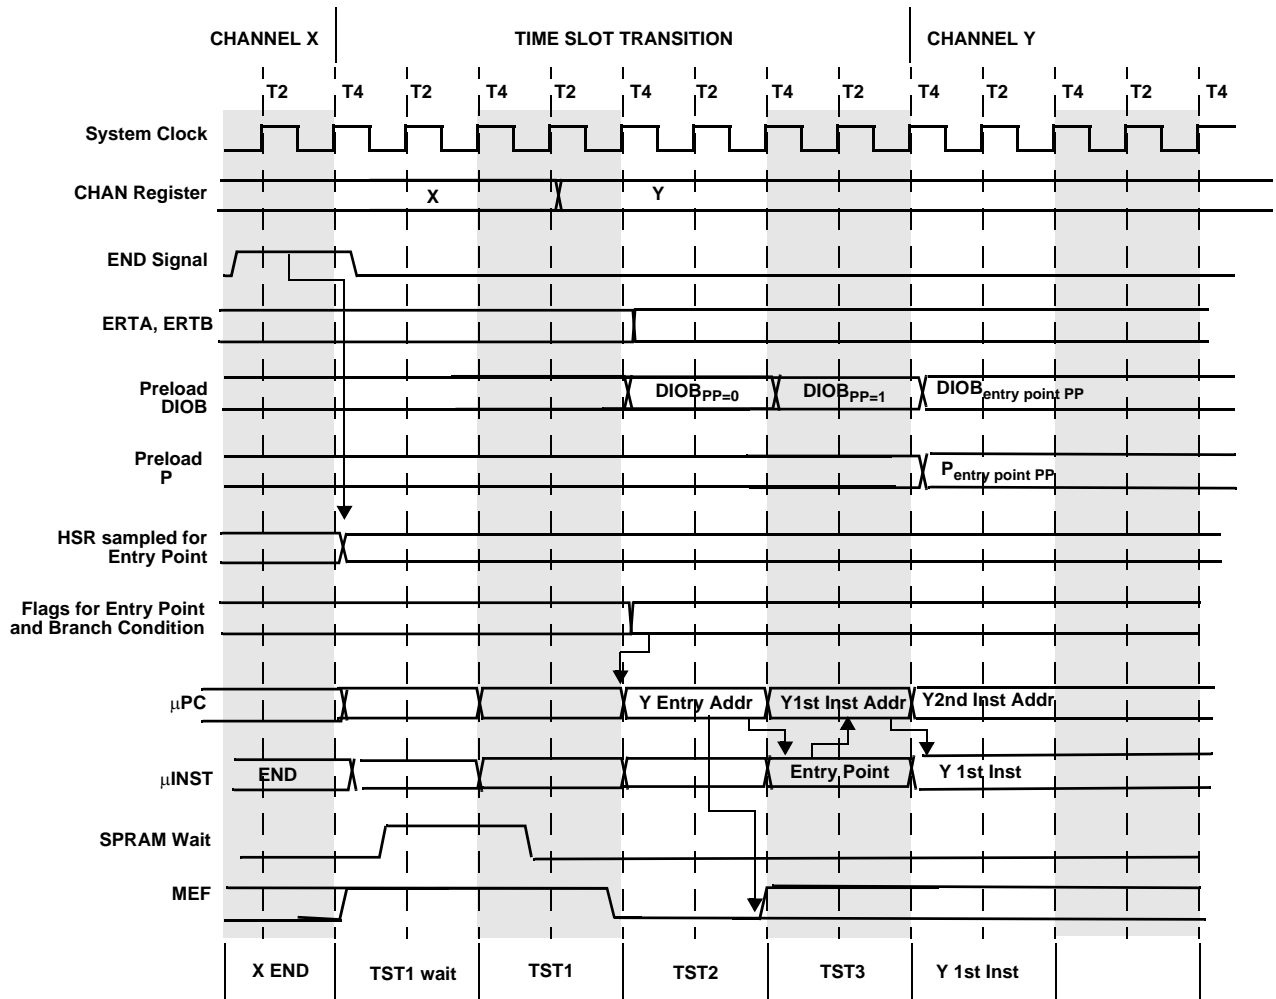 CHANNEL X TIME SLOT TRANSITION CHANNEL Y
T2 T4 T2 T4 T2 T4 T2 T4 T2 T4 T2 T4 T2 T4
System Clock
CHAN Register X Y
END Signal
ERTA, ERTB
Preload
DIOB
DIOBPP=0 DIOBPP=1 DIOBentry point PP
Preload
P
Pentry point PP
HSR sampled for
Entry Point
Flags for Entry Point
and Branch Condition
μPC Y Entry Addr Y1st Inst Addr Y2nd Inst Addr
μINST END Entry Point Y 1st Inst
SPRAM Wait
MEF
X END TST1 wait TST1 TST2 TST3 Y 1st Inst